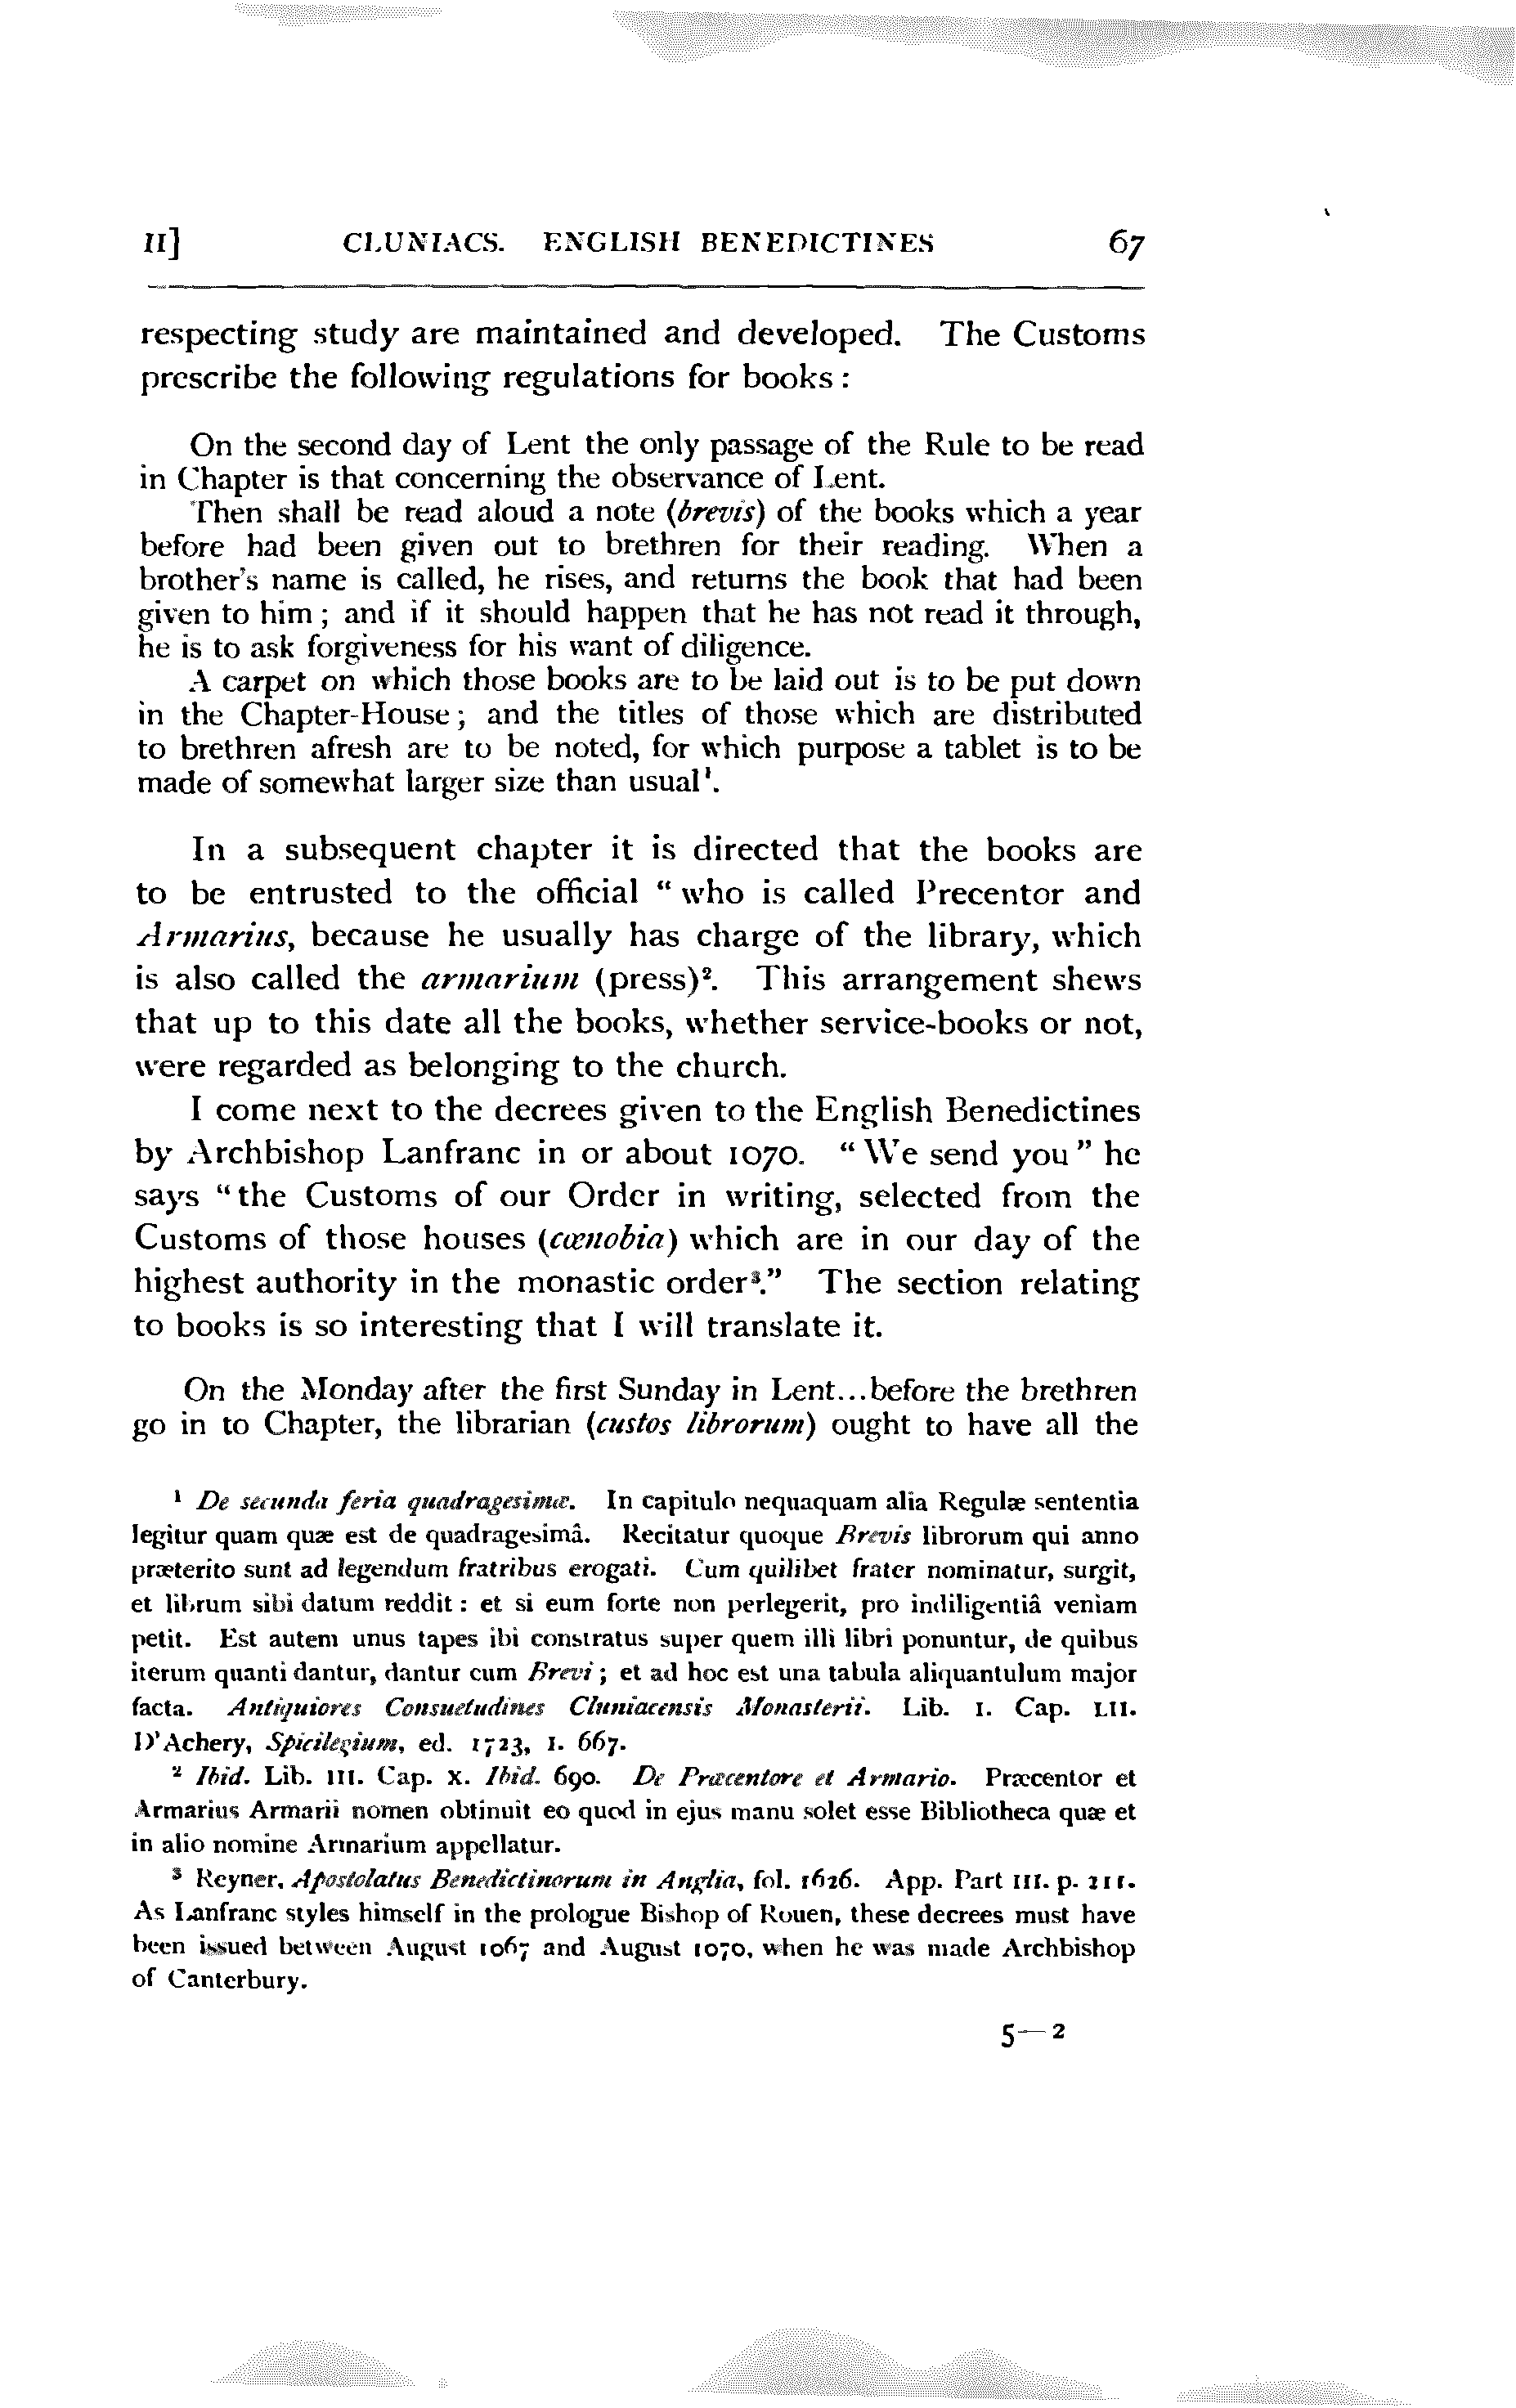 II] CLUNIACS. ENGLISH BENEDICTINES 67
respecting study are maintained and developed. The Customs
prescribe the following regulations for books :
On the second day of Lent the only passage of the Rule to be read
in Chapter is that concerning the observance of Lent.
Then shall be read aloud a note (brevis) of the books which a year
before had been given out to brethren for their reading. When a
brother's name is called, he rises, and returns the book that had been
given to him ; and if it should happen that he has not read it through,
he is to ask forgiveness for his want of diligence.
A carpet on which those books are to be laid out is to be put down
in the Chapter-House ; and the titles of those which are distributed
to brethren afresh are to be noted, for which purpose a tablet is to be
made of somewhat larger size than usual¹.
In a subsequent chapter it is directed that the books are
to be entrusted to the official “ who is called Precentor and
Armarius, because he usually has charge of the library, which
is also called the armarium (press)². This arrangement shews
that up to this date all the books, whether service-books or not,
were regarded as belonging to the church.
I come next to the decrees given to the English Benedictines
by Archbishop Lanfranc in or about 1070. “ We send you ” he
says “ the Customs of our Order in writing, selected from the
Customs of those houses (cœnobia) which are in our day of the
highest authority in the monastic order³.” The section relating
to books is so interesting that I will translate it.
On the Monday after the first Sunday in Lent...before the brethren
go in to Chapter, the librarian (custos librorum) ought to have all the
¹ De secunda feria quadragesimæ. In capitulo nequaquam alia Regulæ sententia
legitur quam quæ est de quadragesimâ. Recitatur quoque Brevis librorum qui anno
præterito sunt ad legendum fratribus erogati. Cum quilibet frater nominatur, surgit,
et librum sibi datum reddit : et si eum forte non perlegerit, pro indiligentiâ veniam
petit. Est autem unus tapes ibi constratus super quem illi libri ponuntur, de quibus
iterum quanti dantur, dantur cum Brevi ; et ad hoc est una tabula aliquantulum major
facta. Antiquiores Consuetudines Cluniacensis Monasterii. Lib. I. Cap. LII.
D'Achery, Spicilegium, ed. 1723, I. 667.
² Ibid. Lib. III. Cap. X. Ibid. 690. De Præcentore et Armario. Præcentor et
Armarius Armarii nomen obtinuit eo quod in ejus manu solet esse Bibliotheca quæ et
in alio nomine Armarium appellatur.
³ Reyner, Apostolatus Benedictinorum in Anglia, fol. 1626. App. Part III. p. 211.
As Lanfranc styles himself in the prologue Bishop of Rouen, these decrees must have
been issued between August 1067 and August 1070, when he was made Archbishop
of Canterbury.
5—2